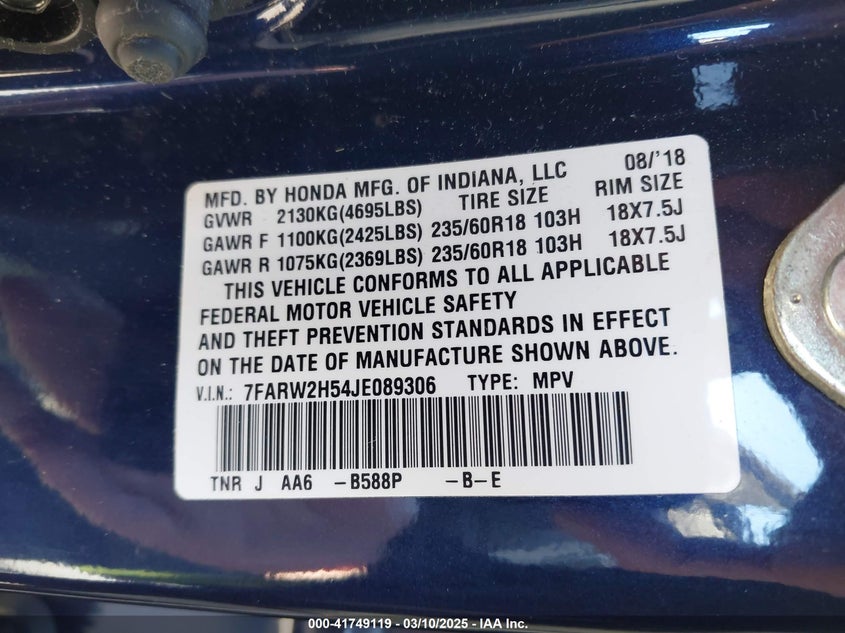 MFD. BY HONDA MFG. OF INDIANA, LLC 08/'18
GVWR 2130KG(4695LBS) TIRE SIZE RIM SIZE
GAWR F 1100KG(2425LBS) 235/60R18 103H 18X7.5J
GAWR R 1075KG(2369LBS) 235/60R18 103H 18X7.5J
THIS VEHICLE CONFORMS TO ALL APPLICABLE
FEDERAL MOTOR VEHICLE SAFETY
AND THEFT PREVENTION STANDARDS IN EFFECT
ON THE DATE OF MANUFACTURE SHOWN ABOVE.
V.I.N.: 7FARW2H54JE089306 TYPE: MPV
TNR J AA6 -B588P -B-E
000-41749119 — 03/10/2025 — IAA Inc.